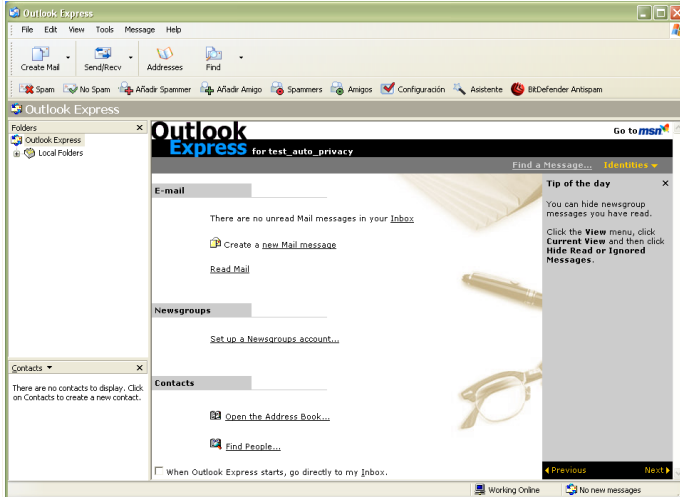 Outlook Express
File Edit View Tools Message Help
Create Mail Send/Recv Addresses Find
Spam No Spam Añadir Spammer Añadir Amigo Spammers Amigos Configuración Asistente BitDefender Antispam
Outlook Express
Folders x
Outlook Express
Local Folders
Contacts x
There are no contacts to display. Click
on Contacts to create a new contact.
Outlook
Express for test_auto_privacy
Go to msn
Find a Message... Identities
E-mail
There are no unread Mail messages in your Inbox
Create a new Mail message
Read Mail
Newsgroups
Set up a Newsgroups account...
Contacts
Open the Address Book...
Find People...
When Outlook Express starts, go directly to my Inbox.
Tip of the day x
You can hide newsgroup
messages you have read.
Click the View menu, click
Current View and then click
Hide Read or Ignored
Messages.
Previous Next
Working Online No new messages